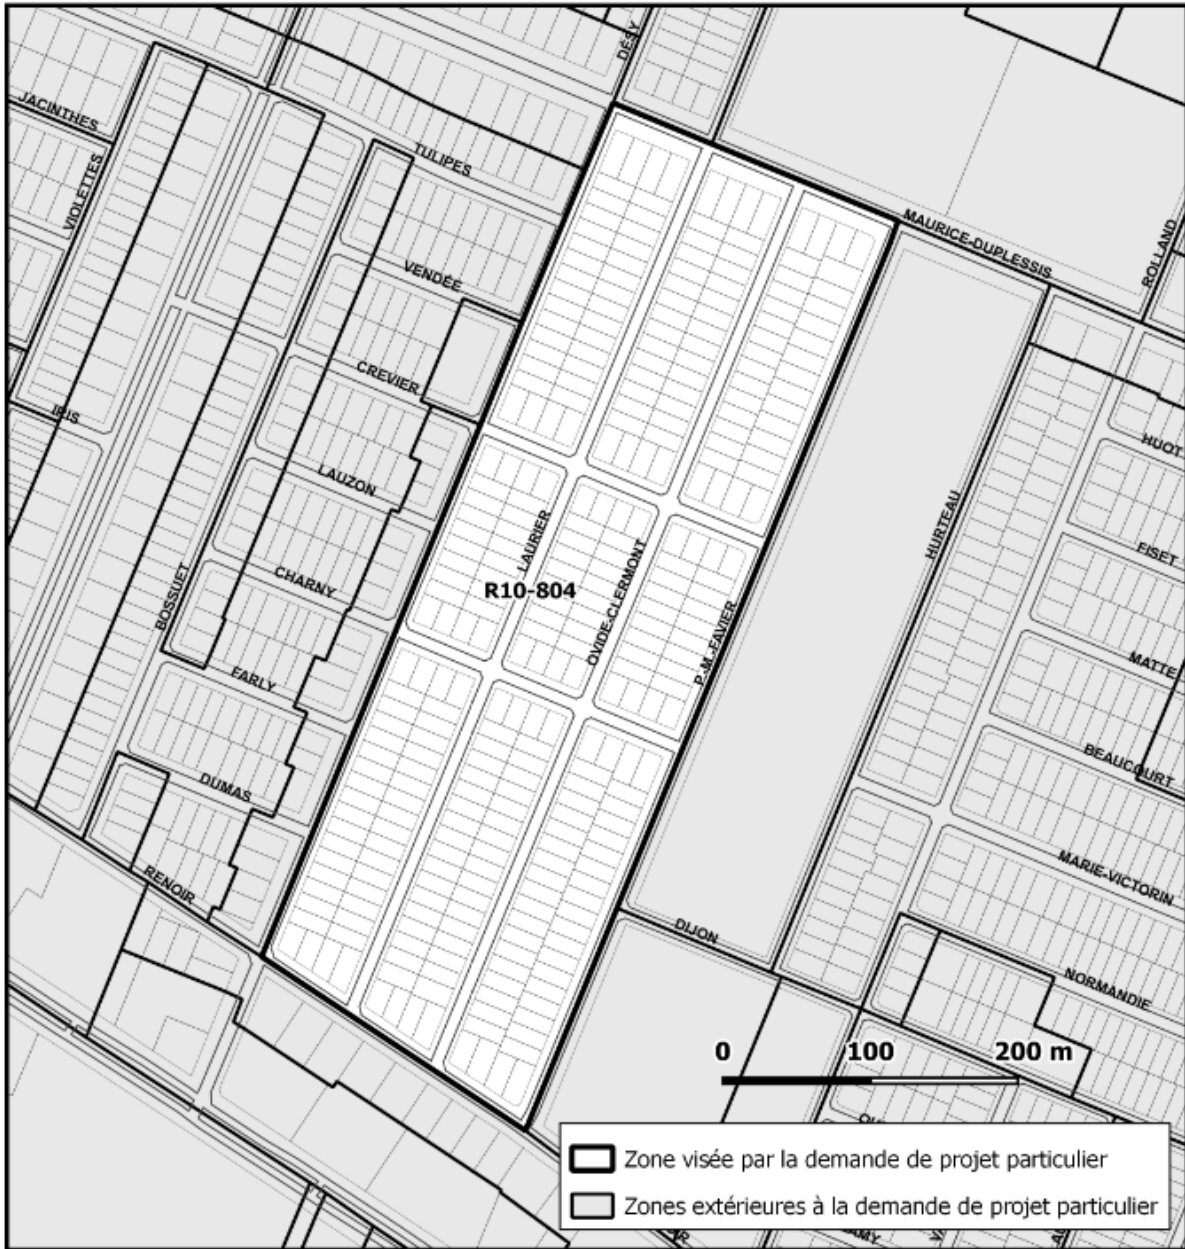 DÉSY
JACINTHES
VIOLETTES
TULIPES
MAURICE-DUPLESSIS
ROLLAND
VENDÉE
CREVIER
IRIS
HUOT
LAUZON
HURTEAU
LAURIER
FISET
R10-804
OVIDE-CLERMONT
CHARNY
BOSSUET
P.-M.-FAVIER
MATTE
FARLY
BEAUCOURT
DUMAS
MARIE-VICTORIN
RENOIR
DIJON
NORMANDIE
0 100 200 m
Zone visée par la demande de projet particulier
Zones extérieures à la demande de projet particulier